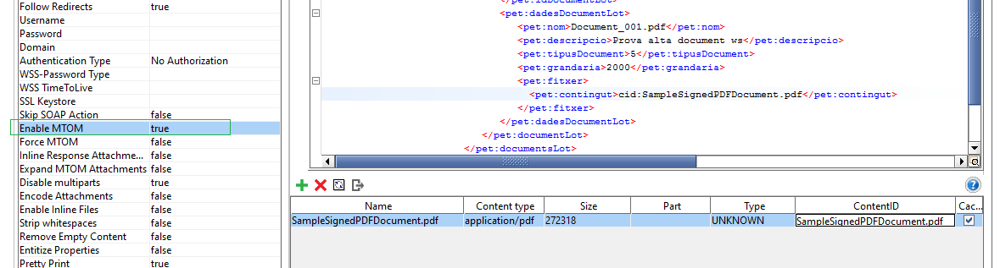 Follow Redirects true
Username
Password
Domain
Authentication Type No Authorization
WSS-Password Type
WSS TimeToLive
SSL Keystore
Skip SOAP Action false
Enable MTOM true
Force MTOM false
Inline Response Attachme... false
Expand MTOM Attachments false
Disable multiparts true
Encode Attachments false
Enable Inline Files false
Strip whitespaces false
Remove Empty Content false
Entitize Properties false
Pretty Print true
<pet:dadesDocumentLot>
<pet:nom>Document_001.pdf</pet:nom>
<pet:descripcio>Prova alta document ws</pet:descripcio>
<pet:tipusDocument>5</pet:tipusDocument>
<pet:grandaria>2000</pet:grandaria>
<pet:fitxer>
<pet:contingut>cid:SampleSignedPDFDocument.pdf</pet:contingut>
</pet:fitxer>
</pet:dadesDocumentLot>
</pet:documentLot>
</pet:documentsLot>
Name Content type Size Part Type ContentID Cac...
SampleSignedPDFDocument.pdf application/pdf 272318 UNKNOWN SampleSignedPDFDocument.pdf